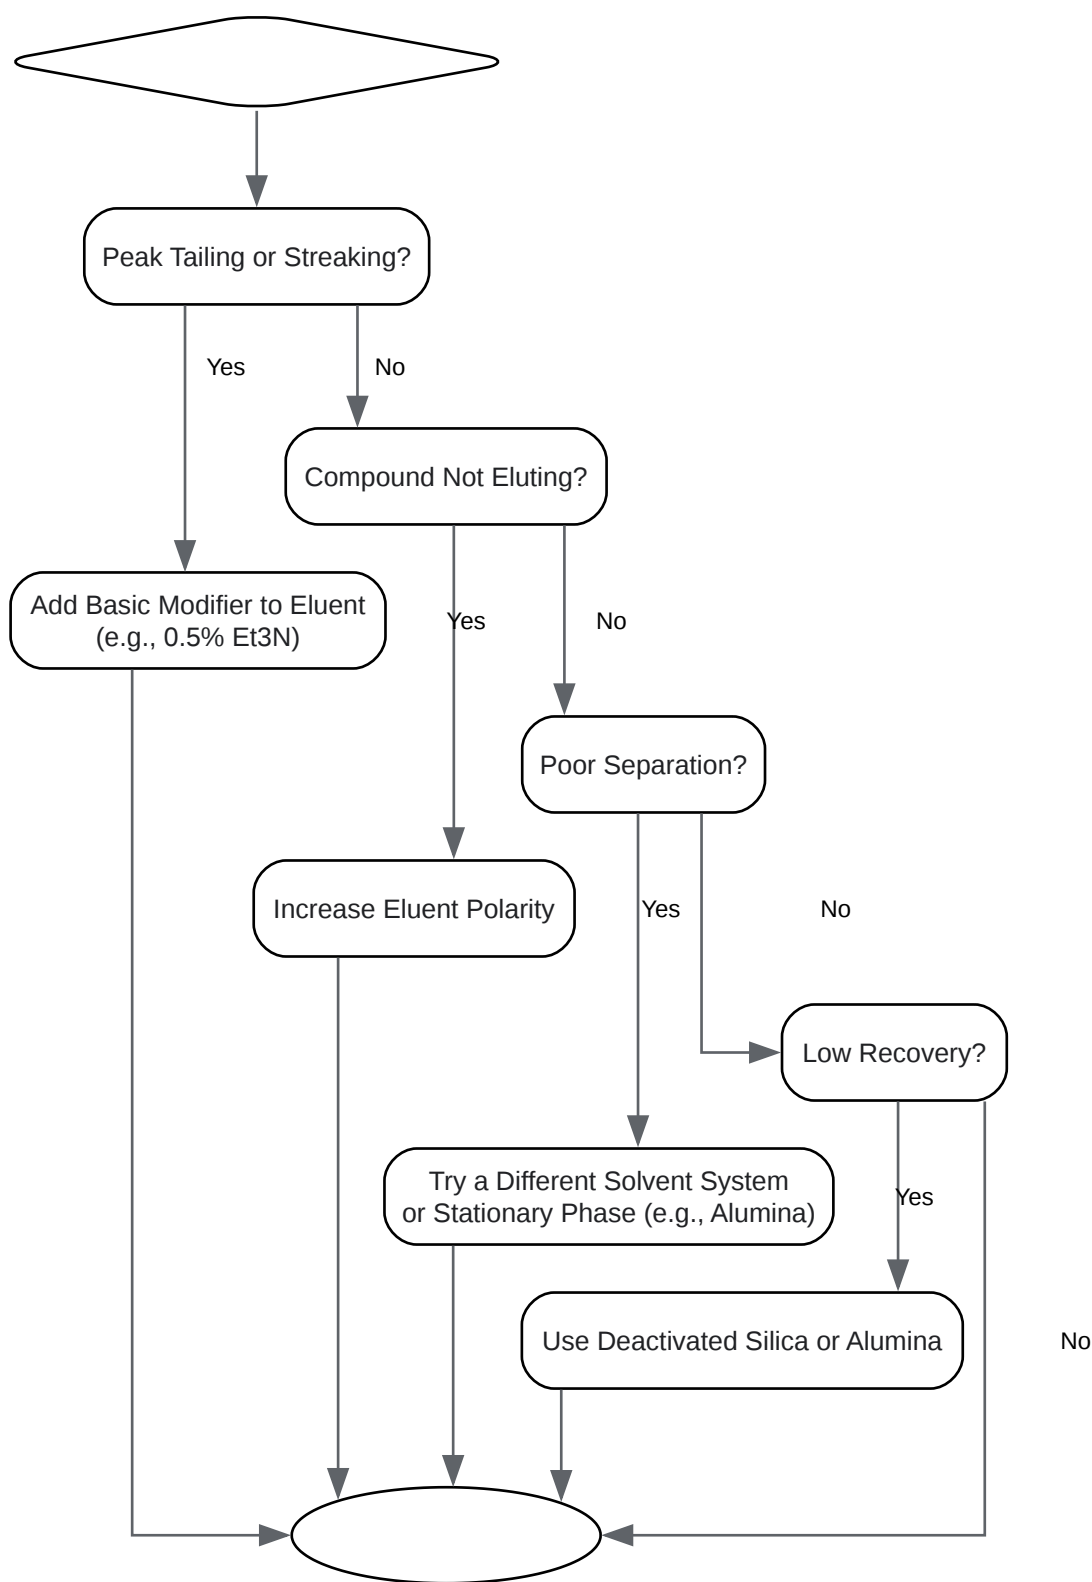 Peak Tailing or Streaking?
Yes
No
Compound Not Eluting?
Add Basic Modifier to Eluent
(e.g., 0.5% Et3N)
Yes
No
Poor Separation?
Increase Eluent Polarity
Yes
No
Low Recovery?
Try a Different Solvent System
or Stationary Phase (e.g., Alumina)
Yes
Use Deactivated Silica or Alumina
No